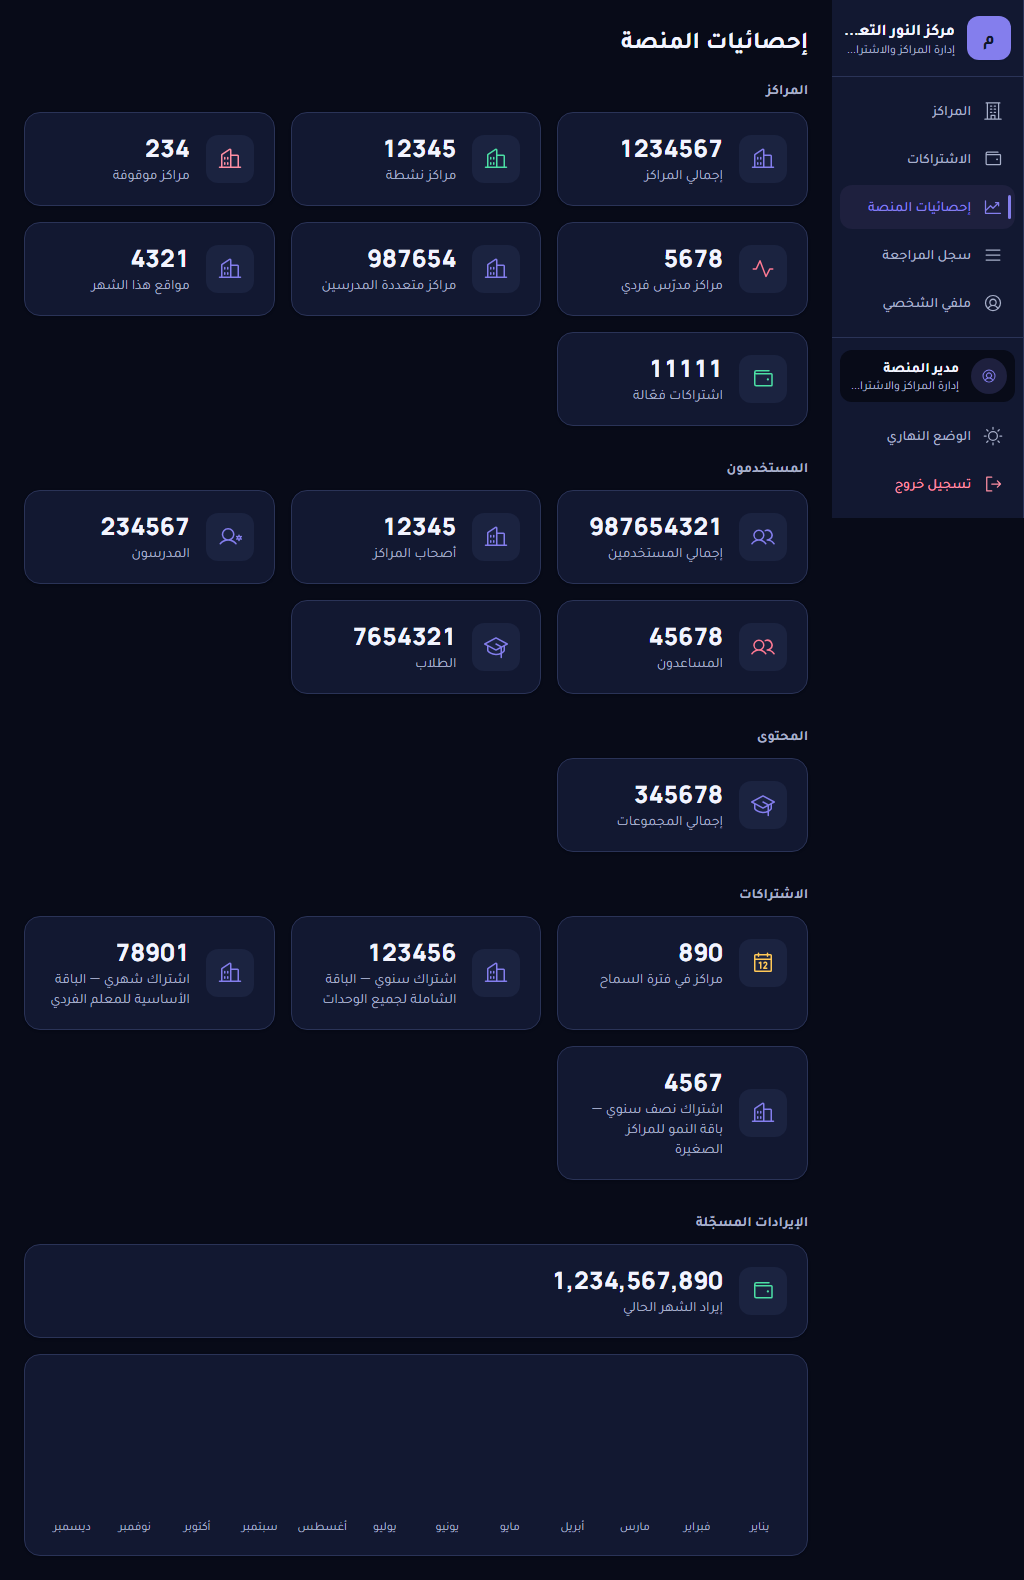 م
مركز النور التعـ...
إدارة المراكز والاشترا...
المراكز
الاشتراكات
إحصائيات المنصة
سجل المراجعة
ملفي الشخصي
مدير المنصة
إدارة المراكز والاشترا...
الوضع النهاري
تسجيل خروج
إحصائيات المنصة
المراكز
1234567
إجمالي المراكز
12345
مراكز نشطة
234
مراكز موقوفة
5678
مراكز مدرّس فردي
987654
مراكز متعددة المدرسين
4321
مواقع هذا الشهر
11111
اشتراكات فعّالة
المستخدمون
987654321
إجمالي المستخدمين
12345
أصحاب المراكز
234567
المدرسون
45678
المساعدون
7654321
الطلاب
المحتوى
345678
إجمالي المجموعات
الاشتراكات
12
890
مراكز في فترة السماح
123456
اشتراك سنوي — الباقة
الشاملة لجميع الوحدات
78901
اشتراك شهري — الباقة
الأساسية للمعلم الفردي
4567
اشتراك نصف سنوي —
باقة النمو للمراكز
الصغيرة
الإيرادات المسجّلة
1,234,567,890
إيراد الشهر الحالي
يناير فبراير مارس أبريل مايو يونيو يوليو أغسطس سبتمبر أكتوبر نوفمبر ديسمبر